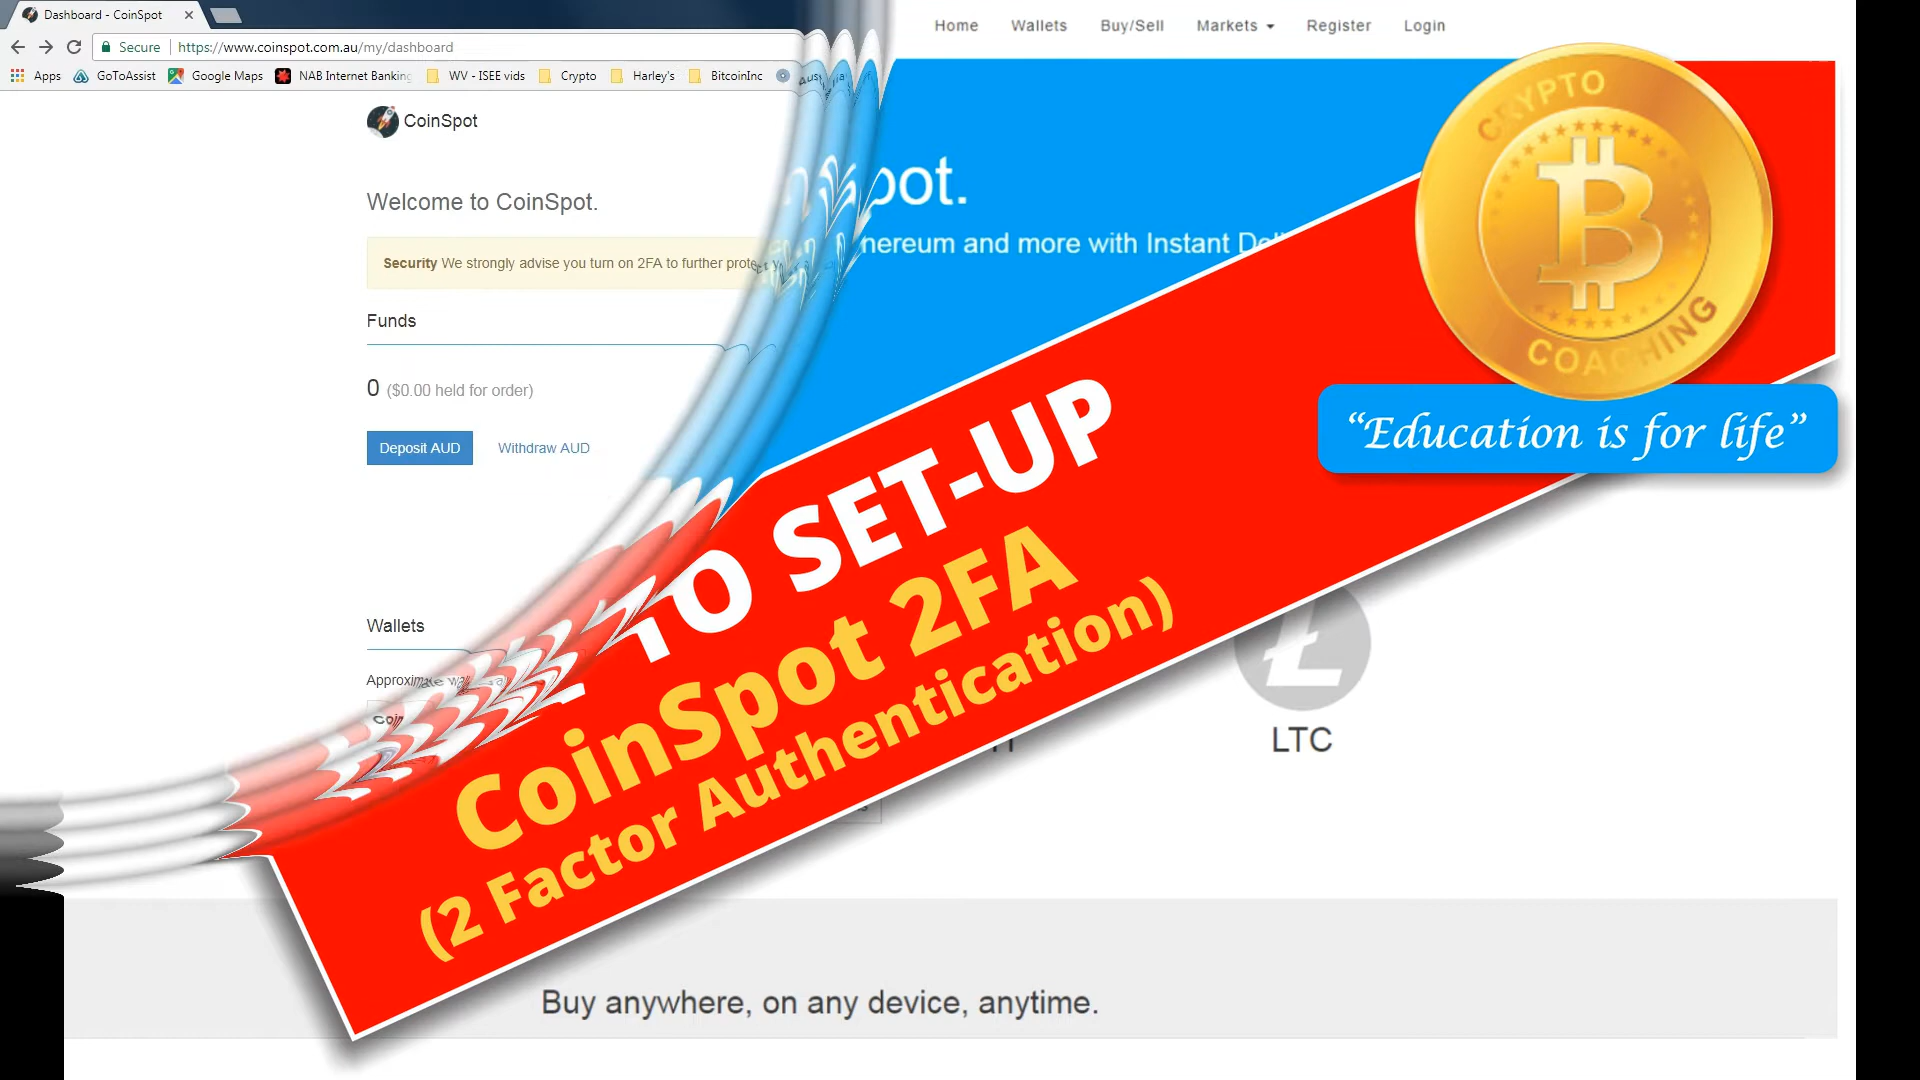 Dashboard - CoinSpot
Secure https://www.coinspot.com.au/my/dashboard
Apps GoToAssist Google Maps NAB Internet Banking WV - ISEE vids Crypto Harley's BitcoinInc
Home Wallets Buy/Sell Markets Register Login
CoinSpot
Welcome to CoinSpot.
Security We strongly advise you turn on 2FA to further
and more with Instant
Funds
0 ($0.00 held for order)
Deposit AUD Withdraw AUD
Wallets
CRYPTO
B
COACHING
“Education is for life”
TO SET-UP
CoinSpot 2FA
(2 Factor Authentication)
LTC
Buy anywhere, on any device, anytime.